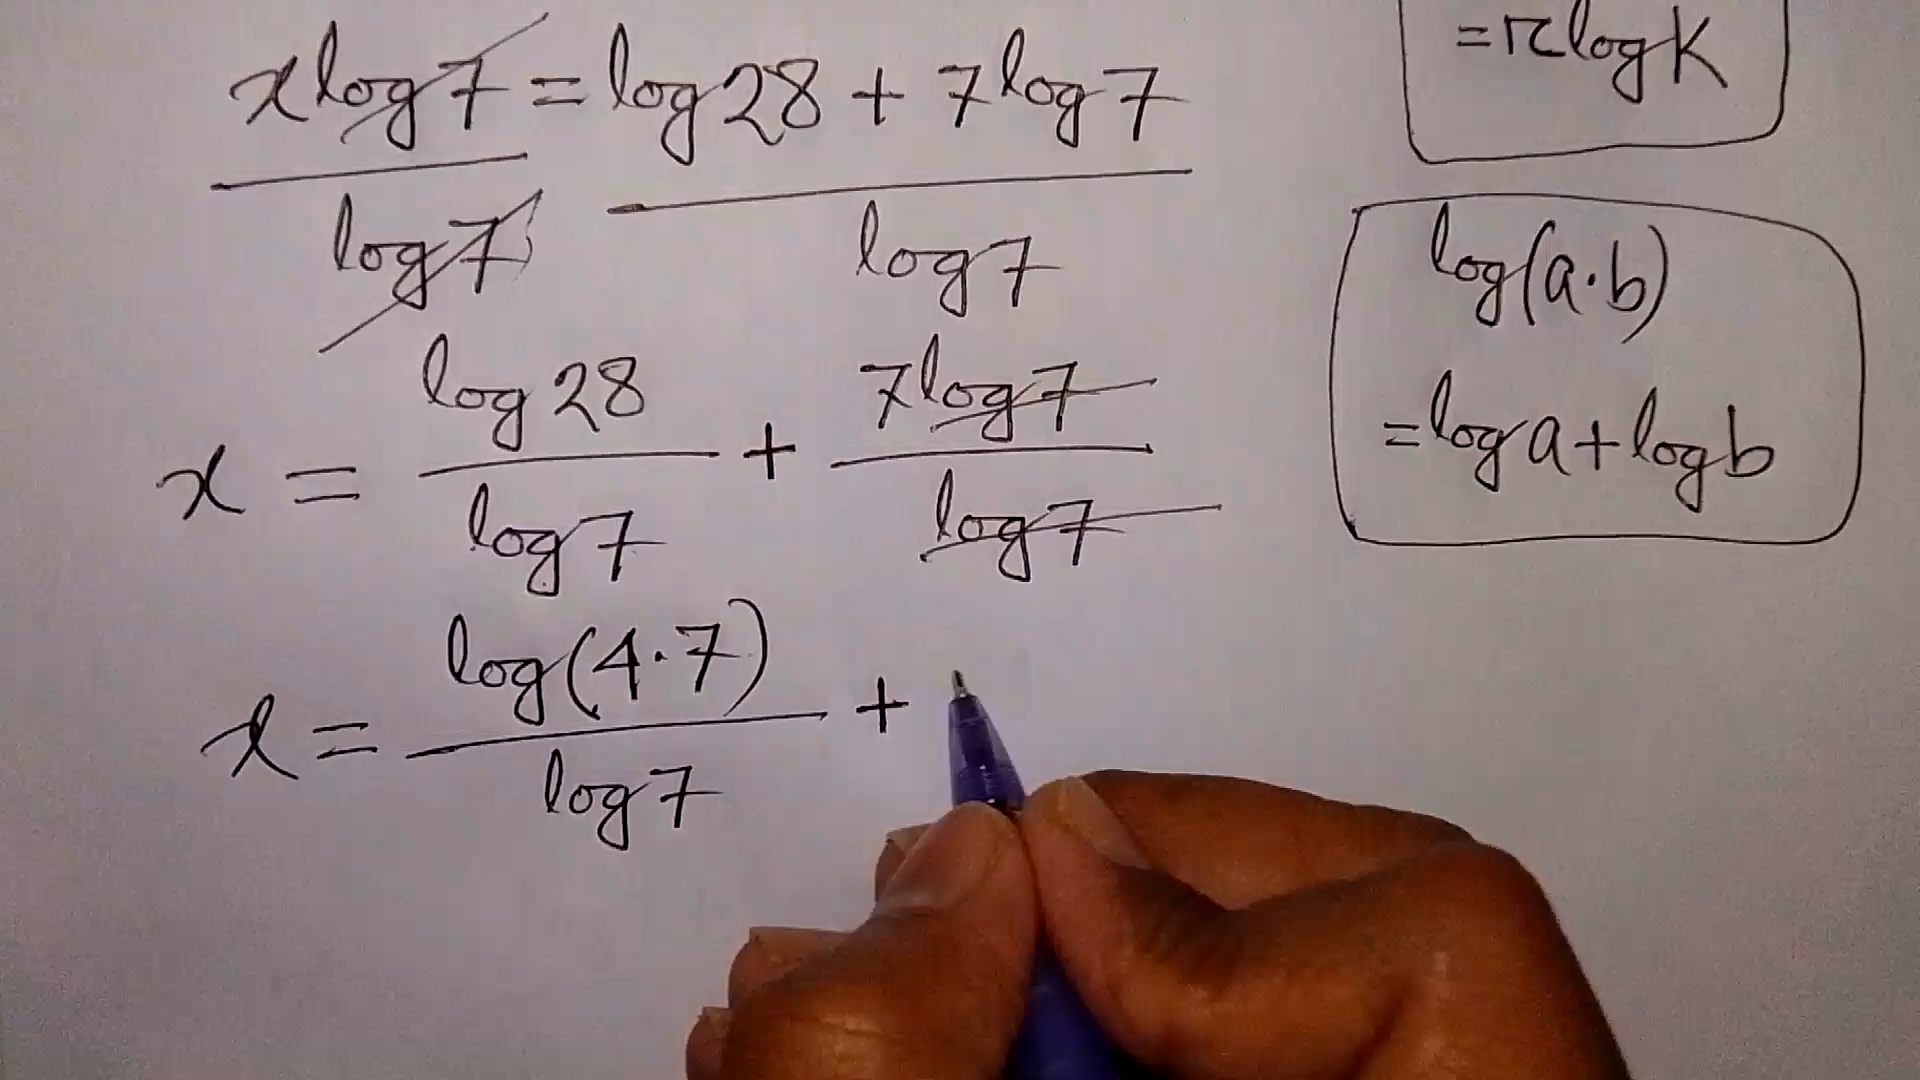 x log 7 = log 28 + 7 log 7
log 7 log 7
x = log 28 / log 7 + 7 log 7 / log 7
x = log(4·7) / log 7 +
= r log K
log(a·b)
= log a + log b